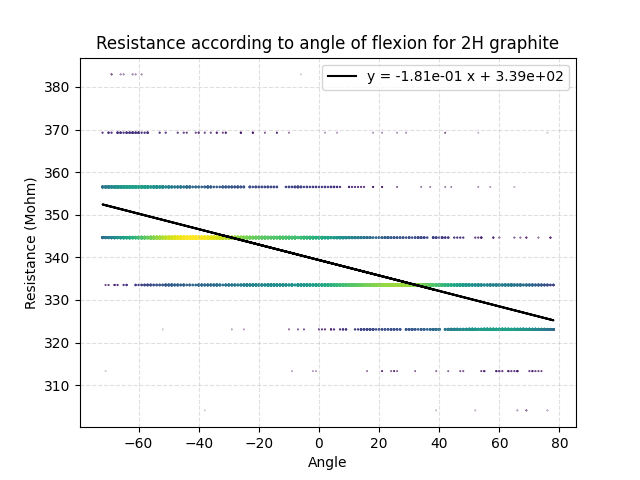 Resistance according to angle of flexion for 2H graphite
y = -1.81e-01 x + 3.39e+02
380
370
360
350
340
330
320
310
Resistance (Mohm)
−60 −40 −20 0 20 40 60 80
Angle